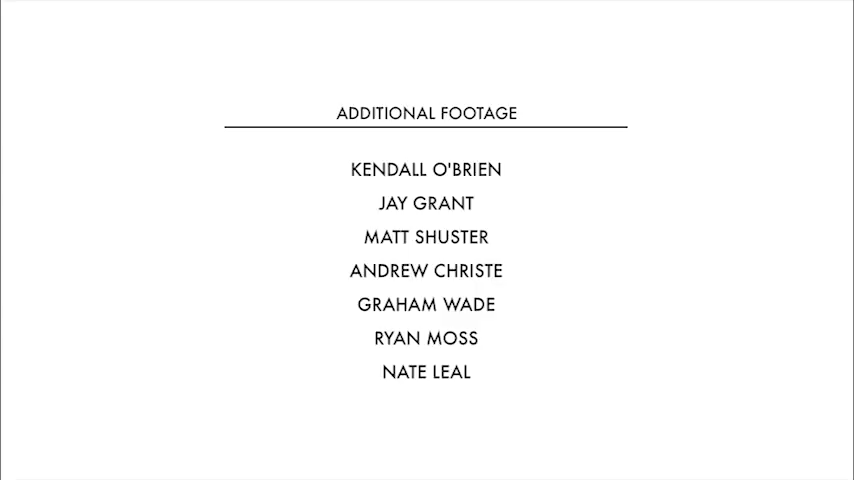 ADDITIONAL FOOTAGE
KENDALL O'BRIEN
JAY GRANT
MATT SHUSTER
ANDREW CHRISTE
GRAHAM WADE
RYAN MOSS
NATE LEAL